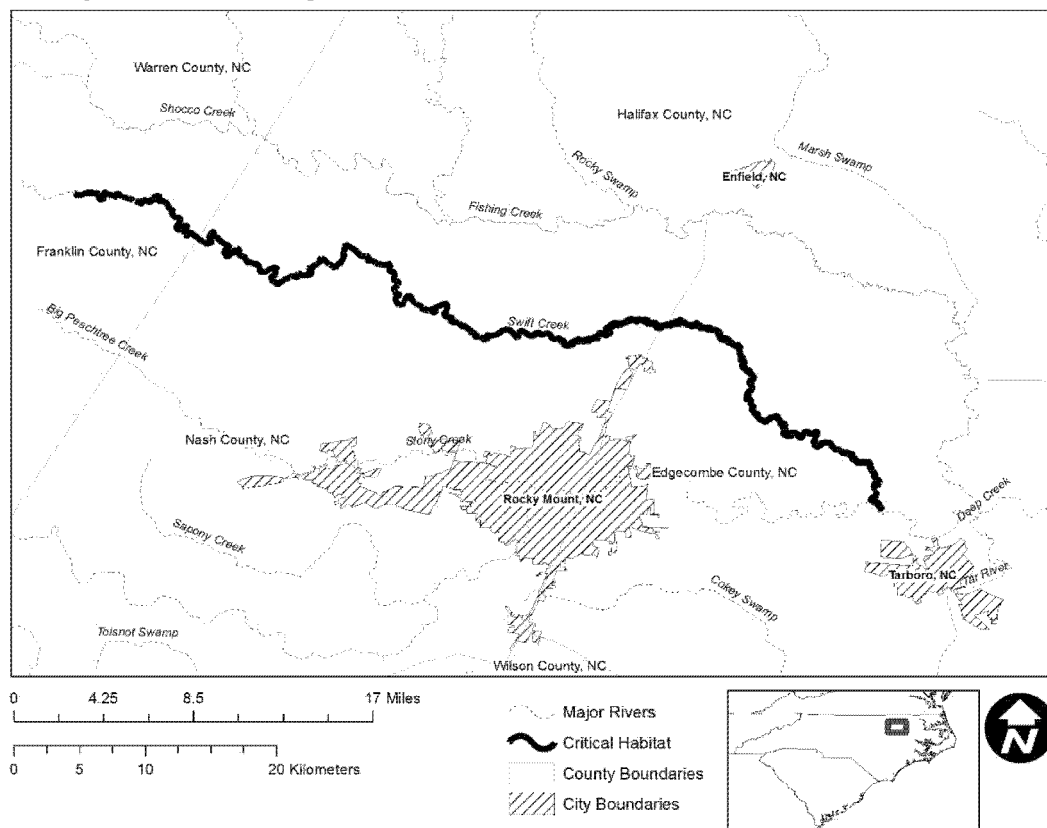 Warren County, NC
Shocco Creek
Halifax County, NC
Marsh Swamp
Rocky Swamp
Enfield, NC
Fishing Creek
Franklin County, NC
Big Peachtree Creek
Swift Creek
Nash County, NC
Stony Creek
Edgecombe County, NC
Rocky Mount, NC
Deep Creek
Sapony Creek
Tarboro, NC
Tar River
Cokey Swamp
Toisnot Swamp
Wilson County, NC
0 4.25 8.5 17 Miles
0 5 10 20 Kilometers
Major Rivers
Critical Habitat
County Boundaries
City Boundaries
N